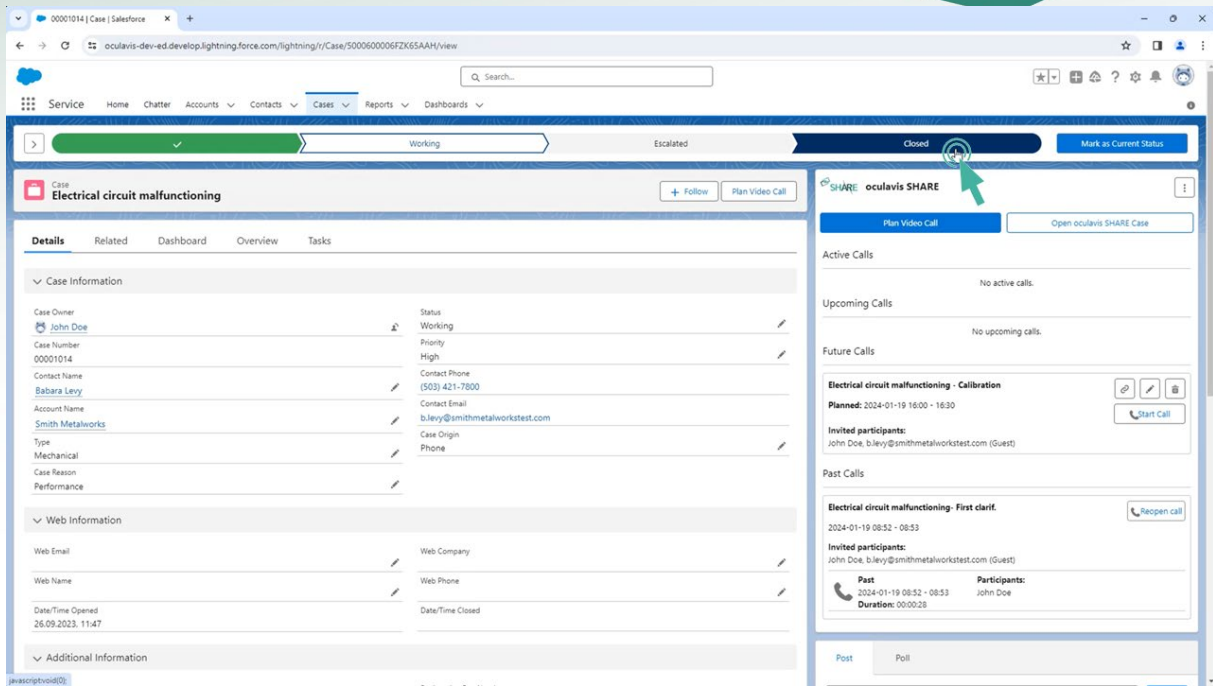 00001014 | Case | Salesforce
oculavis-dev-ed.develop.lightning.force.com/lightning/r/Case/5000600006FZK65AAH/view
Search...
Service Home Chatter Accounts Contacts Cases Reports Dashboards
Working Escalated Closed Mark as Current Status
Case
Electrical circuit malfunctioning
+ Follow Plan Video Call
Details Related Dashboard Overview Tasks
Case Information
Case Owner
John Doe
Case Number
00001014
Contact Name
Babara Levy
Account Name
Smith Metalworks
Type
Mechanical
Case Reason
Performance
Status
Working
Priority
High
Contact Phone
(503) 421-7800
Contact Email
b.levy@smithmetalworkstest.com
Case Origin
Phone
Web Information
Web Email
Web Name
Date/Time Opened
26.09.2023, 11:47
Web Company
Web Phone
Date/Time Closed
Additional Information
javascript:void(0);
SHARE oculavis SHARE
Plan Video Call Open oculavis SHARE Case
Active Calls
No active calls.
Upcoming Calls
No upcoming calls.
Future Calls
Electrical circuit malfunctioning - Calibration
Planned: 2024-01-19 16:00 - 16:30
Start Call
Invited participants:
John Doe, b.levy@smithmetalworkstest.com (Guest)
Past Calls
Electrical circuit malfunctioning- First clarif.
Reopen call
2024-01-19 08:52 - 08:53
Invited participants:
John Doe, b.levy@smithmetalworkstest.com (Guest)
Past Participants:
2024-01-19 08:52 - 08:53 John Doe
Duration: 00:00:28
Post Poll